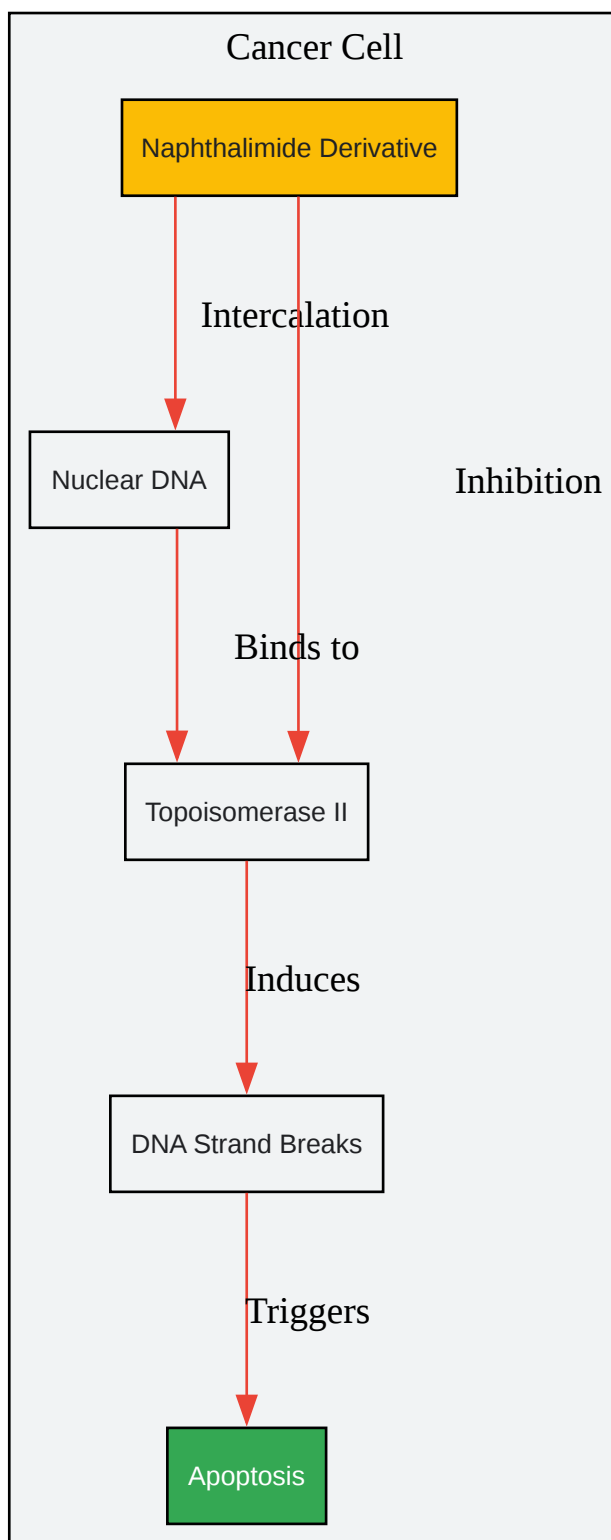 Cancer Cell
Naphthalimide Derivative
Intercalation
Nuclear DNA
Inhibition
Binds to
Topoisomerase II
Induces
DNA Strand Breaks
Triggers
Apoptosis